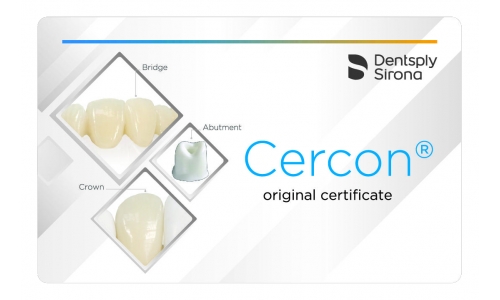 Dentsply
Sirona
Bridge
Abutment
Crown
Cercon®
original certificate